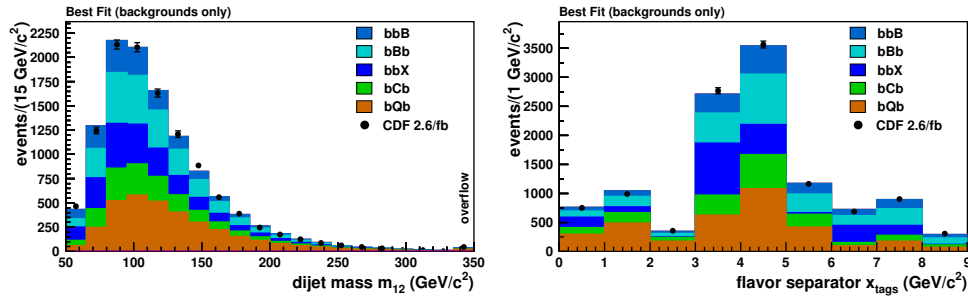 Best Fit (backgrounds only)
events/(15 GeV/c²)
2250
2000
1750
1500
1250
1000
750
500
250
0
bbB
bBb
bbX
bCb
bQb
CDF 2.6/fb
overflow
50 100 150 200 250 300 350
dijet mass m₁₂ (GeV/c²)
Best Fit (backgrounds only)
events/(1 GeV/c²)
3500
3000
2500
2000
1500
1000
500
0
bbB
bBb
bbX
bCb
bQb
CDF 2.6/fb
0 1 2 3 4 5 6 7 8 9
flavor separator x_tags (GeV/c²)